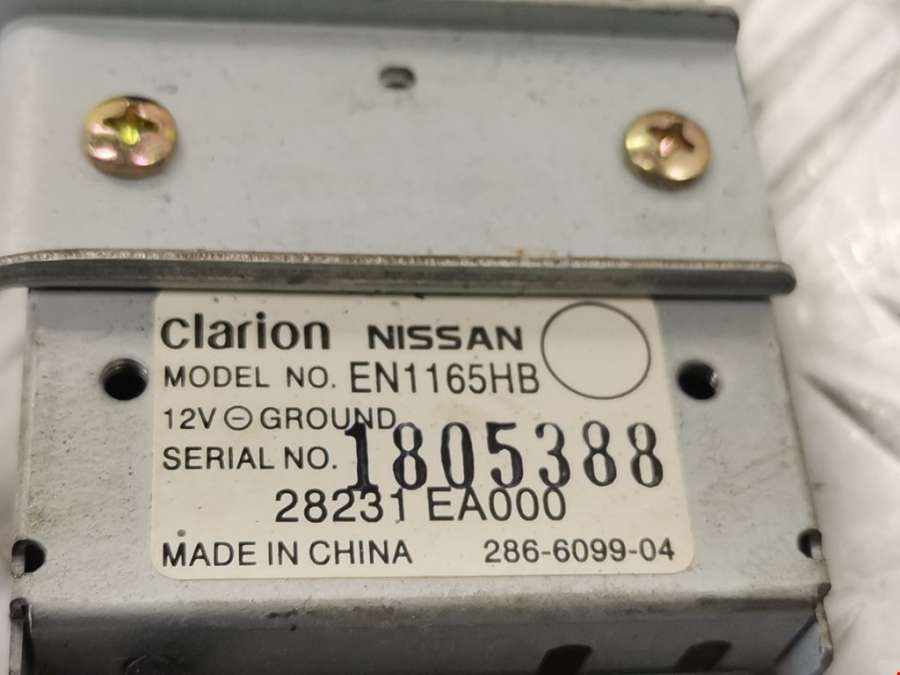 clarion NISSAN
MODEL NO. EN1165HB
12V ⊖ GROUND
SERIAL NO. 1805388
28231 EA000
MADE IN CHINA 286-6099-04